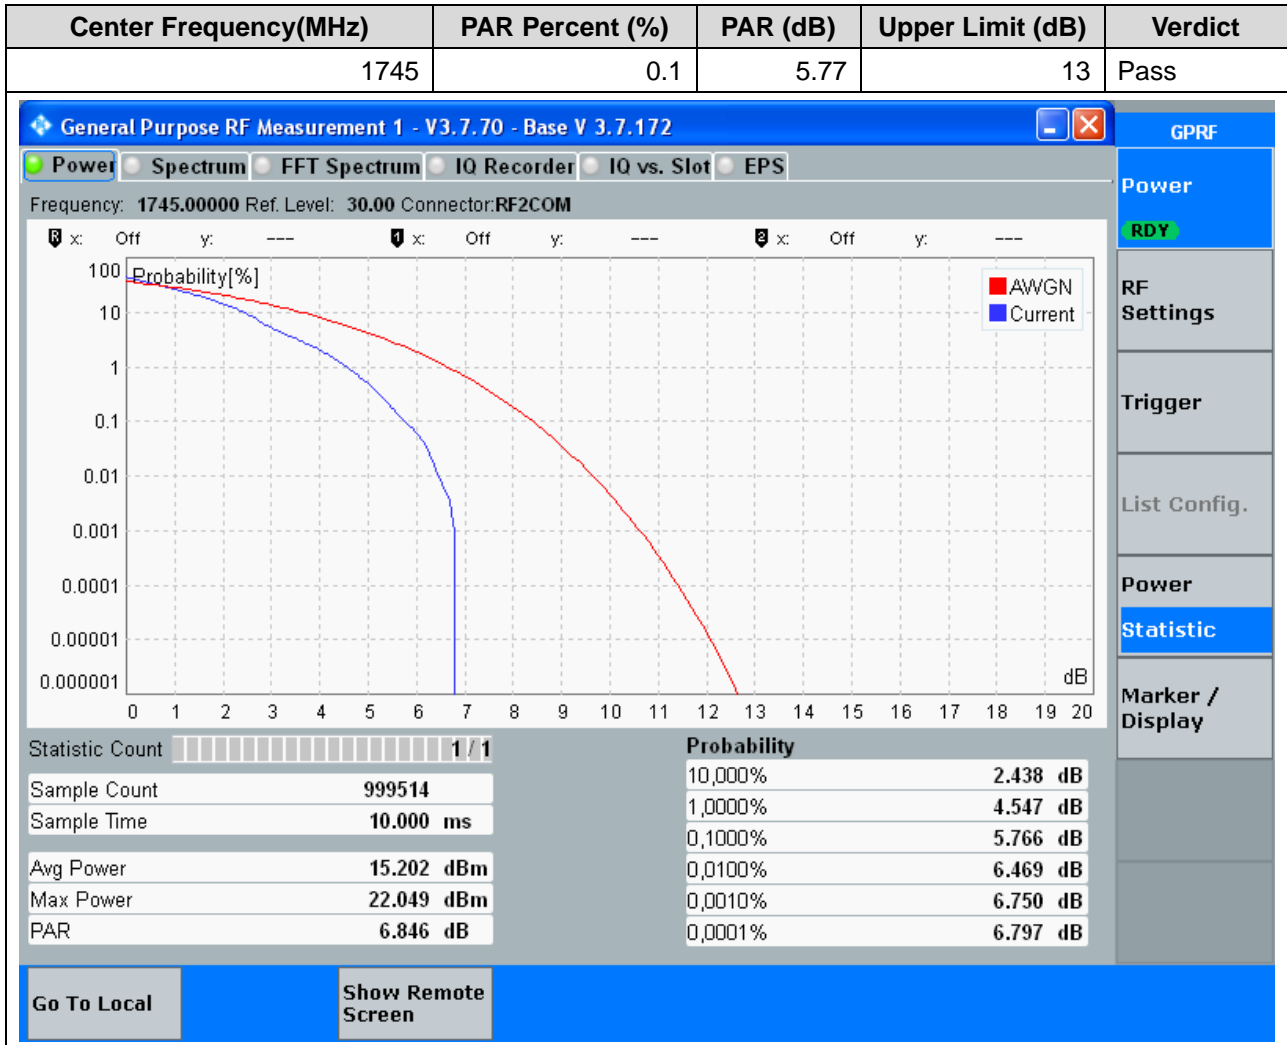 Center Frequency(MHz) PAR Percent (%) PAR (dB) Upper Limit (dB) Verdict
1745 0.1 5.77 13 Pass
General Purpose RF Measurement 1 - V3.7.70 - Base V 3.7.172
GPRF
Power Spectrum FFT Spectrum IQ Recorder IQ vs. Slot EPS
Power
RDY
Frequency: 1745.00000 Ref. Level: 30.00 Connector:RF2COM
R x: Off y: --- 1 x: Off y: --- 2 x: Off y: ---
Probability[%]
AWGN
Current
100
10
1
0.1
0.01
0.001
0.0001
0.00001
0.000001
dB
0 1 2 3 4 5 6 7 8 9 10 11 12 13 14 15 16 17 18 19 20
RF
Settings
Trigger
List Config.
Power
Statistic
Marker /
Display
Statistic Count 1 / 1
Sample Count 999514
Sample Time 10.000 ms
Avg Power 15.202 dBm
Max Power 22.049 dBm
PAR 6.846 dB
Probability
10,000% 2.438 dB
1,0000% 4.547 dB
0,1000% 5.766 dB
0,0100% 6.469 dB
0,0010% 6.750 dB
0,0001% 6.797 dB
Go To Local
Show Remote
Screen